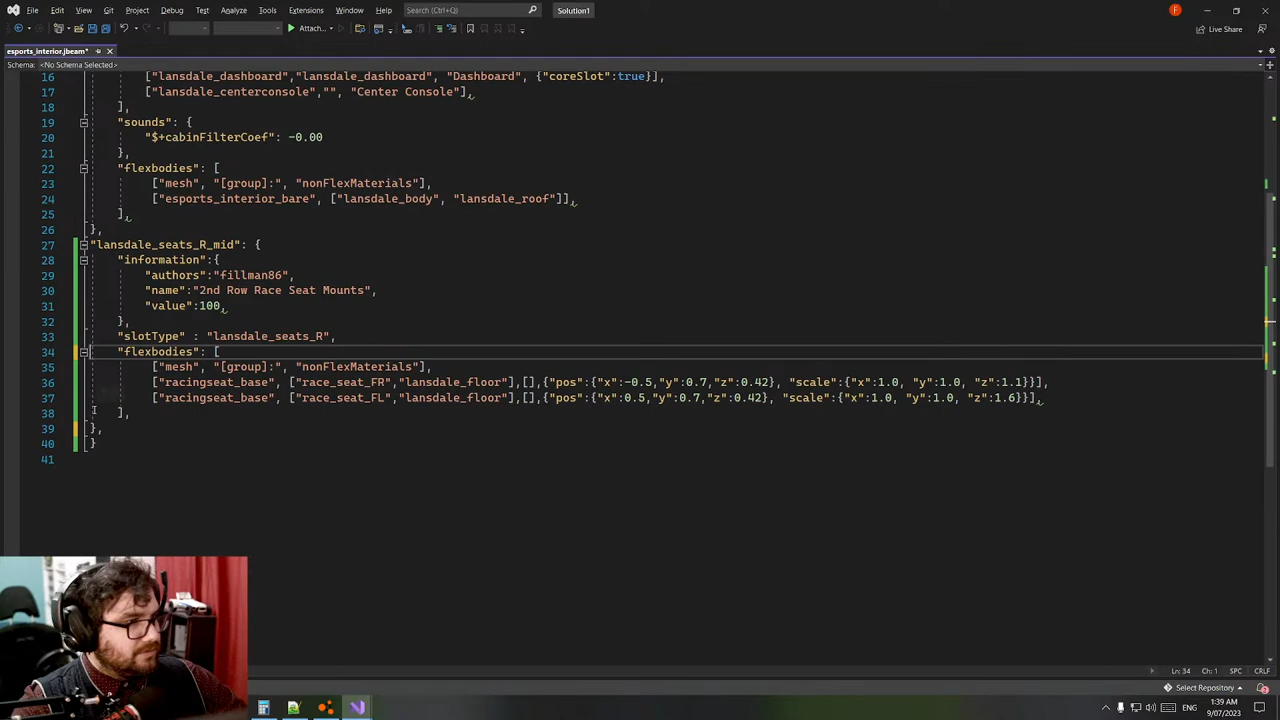 File Edit View Git Project Debug Test Analyze Tools Extensions Window Help Search (Ctrl+Q) Solution1
Attach... Live Share
esports_interior.jbeam*
Schema: <No Schema Selected>
16 ["lansdale_dashboard","lansdale_dashboard", "Dashboard", {"coreSlot":true}],
17 ["lansdale_centerconsole","", "Center Console"],
18 ],
19 "sounds": {
20 "$+cabinFilterCoef": -0.00
21 },
22 "flexbodies": [
23 ["mesh", "[group]:", "nonFlexMaterials"],
24 ["esports_interior_bare", ["lansdale_body", "lansdale_roof"]],
25 ],
26 },
27 "lansdale_seats_R_mid": {
28 "information":{
29 "authors":"fillman86",
30 "name":"2nd Row Race Seat Mounts",
31 "value":100,
32 },
33 "slotType" : "lansdale_seats_R",
34 "flexbodies": [
35 ["mesh", "[group]:", "nonFlexMaterials"],
36 ["racingseat_base", ["race_seat_FR","lansdale_floor"],[],{"pos":{"x":-0.5,"y":0.7,"z":0.42}, "scale":{"x":1.0, "y":1.0, "z":1.1}}],
37 ["racingseat_base", ["race_seat_FL","lansdale_floor"],[],{"pos":{"x":0.5,"y":0.7,"z":0.42}, "scale":{"x":1.0, "y":1.0, "z":1.6}}],
38 ],
39 },
40 }
41
Ln: 34 Ch: 1 SPC CRLF
Select Repository
ENG 1:39 AM
9/07/2023